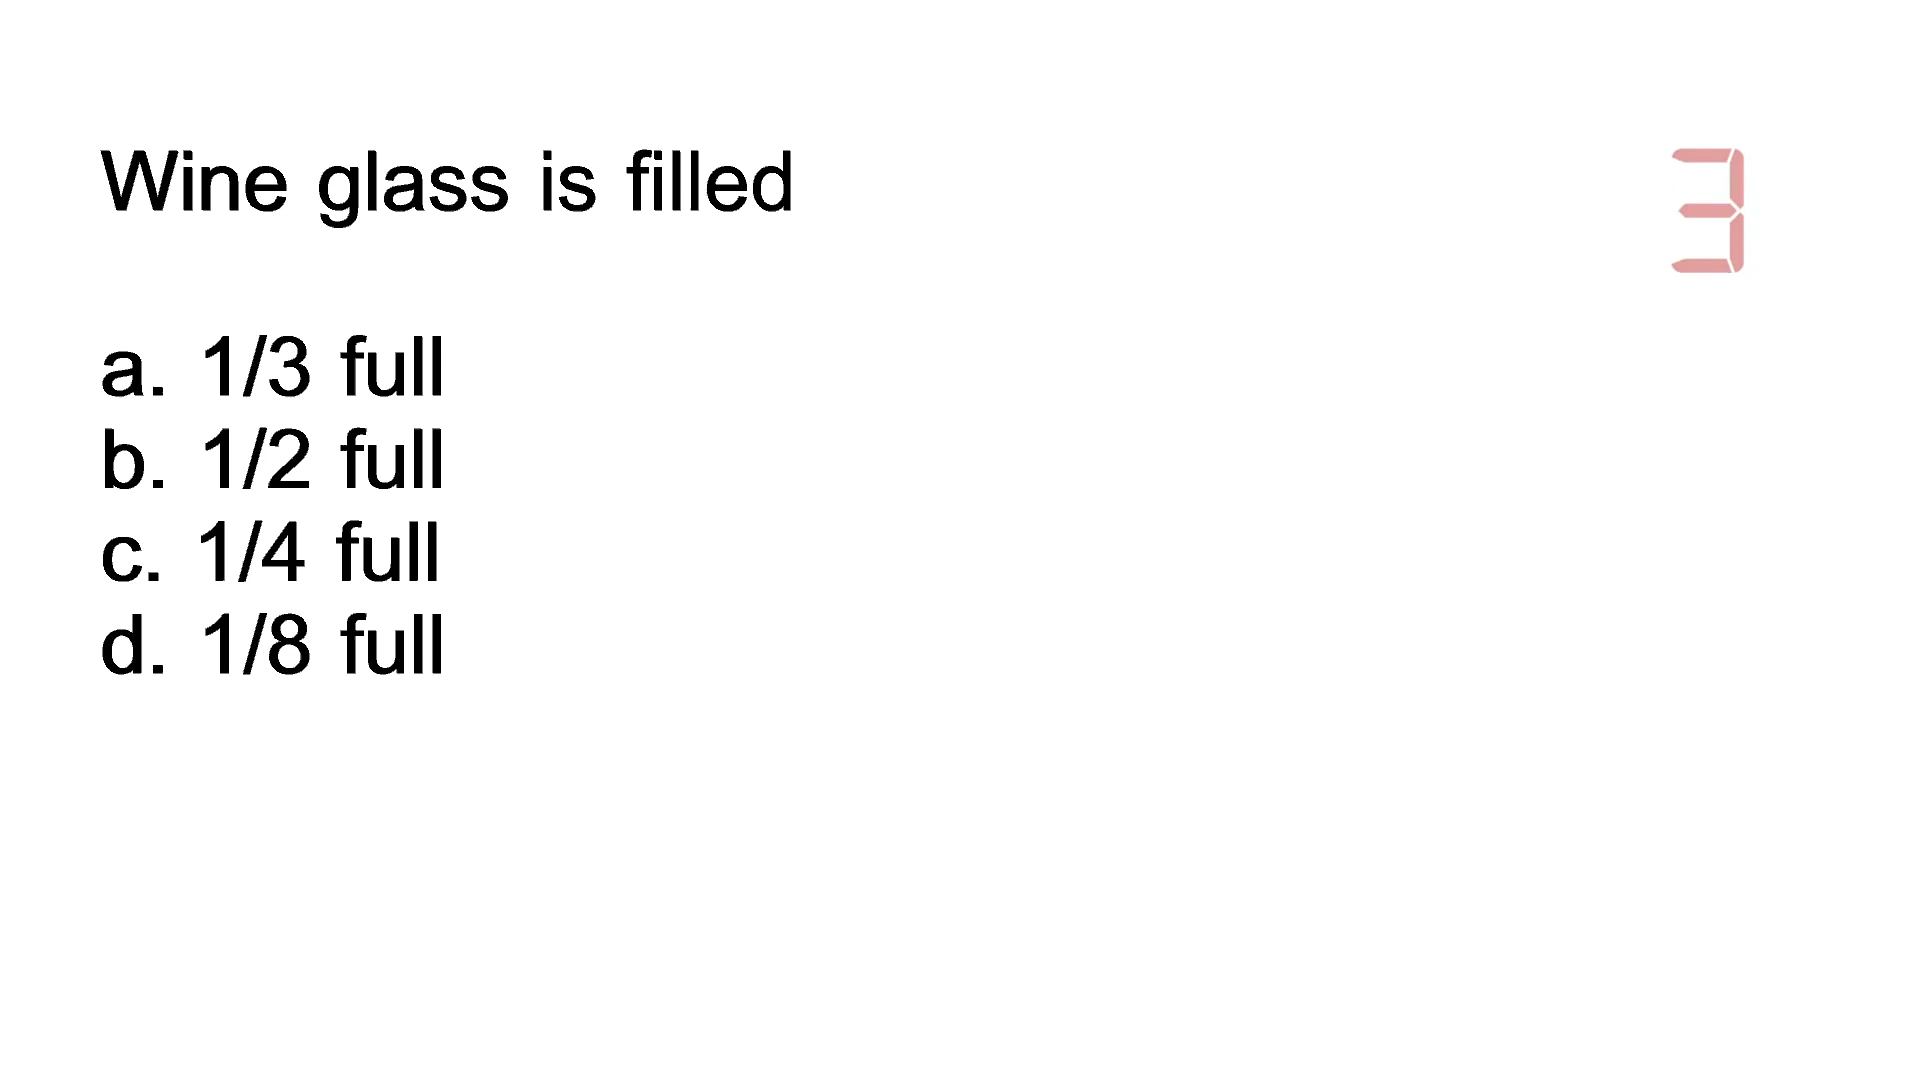 Wine glass is filled
3
a. 1/3 full
b. 1/2 full
c. 1/4 full
d. 1/8 full